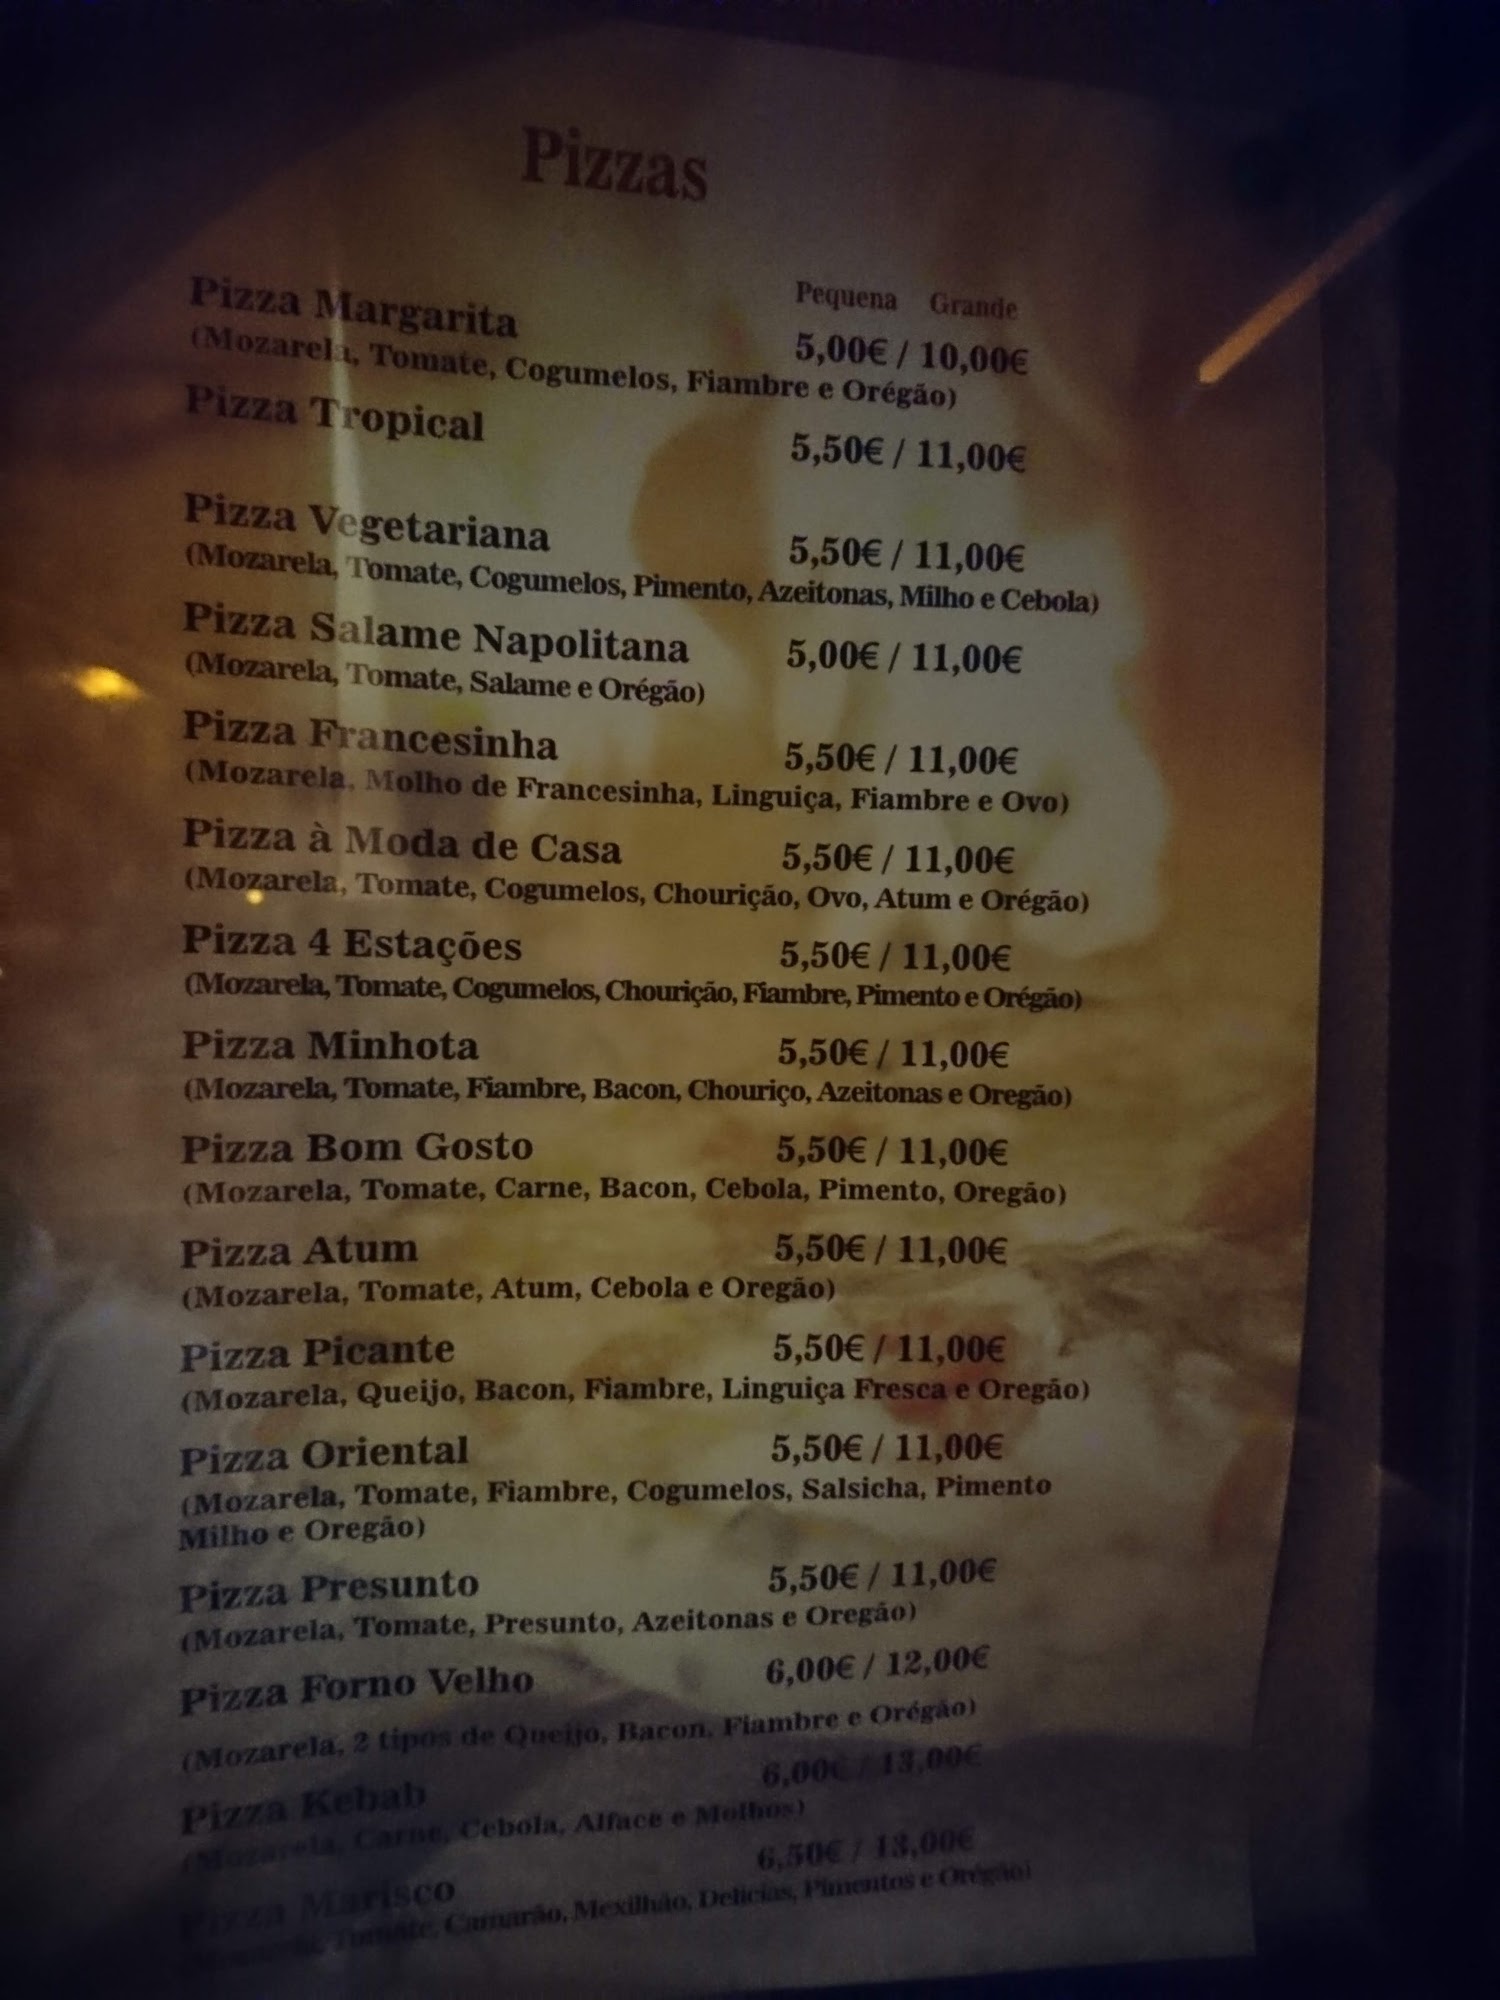 Pizzas
Pequena Grande
Pizza Margarita 5,00€ / 10,00€
(Mozarela, Tomate, Cogumelos, Fiambre e Orégão)
Pizza Tropical 5,50€ / 11,00€
Pizza Vegetariana 5,50€ / 11,00€
(Mozarela, Tomate, Cogumelos, Pimento, Azeitonas, Milho e Cebola)
Pizza Salame Napolitana 5,00€ / 11,00€
(Mozarela, Tomate, Salame e Orégão)
Pizza Francesinha 5,50€ / 11,00€
(Mozarela, Molho de Francesinha, Linguiça, Fiambre e Ovo)
Pizza à Moda de Casa 5,50€ / 11,00€
(Mozarela, Tomate, Cogumelos, Chourição, Ovo, Atum e Orégão)
Pizza 4 Estações 5,50€ / 11,00€
(Mozarela, Tomate, Cogumelos, Chourição, Fiambre, Pimento e Orégão)
Pizza Minhota 5,50€ / 11,00€
(Mozarela, Tomate, Fiambre, Bacon, Chouriço, Azeitonas e Oregão)
Pizza Bom Gosto 5,50€ / 11,00€
(Mozarela, Tomate, Carne, Bacon, Cebola, Pimento, Oregão)
Pizza Atum 5,50€ / 11,00€
(Mozarela, Tomate, Atum, Cebola e Oregão)
Pizza Picante 5,50€ / 11,00€
(Mozarela, Queijo, Bacon, Fiambre, Linguiça Fresca e Oregão)
Pizza Oriental 5,50€ / 11,00€
(Mozarela, Tomate, Fiambre, Cogumelos, Salsicha, Pimento
Milho e Oregão)
Pizza Presunto 5,50€ / 11,00€
(Mozarela, Tomate, Presunto, Azeitonas e Oregão)
Pizza Forno Velho 6,00€ / 12,00€
(Mozarela, 2 tipos de Queijo, Bacon, Fiambre e Orégão)
Pizza Kebab 6,00€ / 13,00€
(Mozarela, Carne, Cebola, Alface e Molhos)
Pizza Marisco 6,50€ / 13,00€
Tomate, Camarão, Mexilhão, Delicias, Pimentos e Orégão)